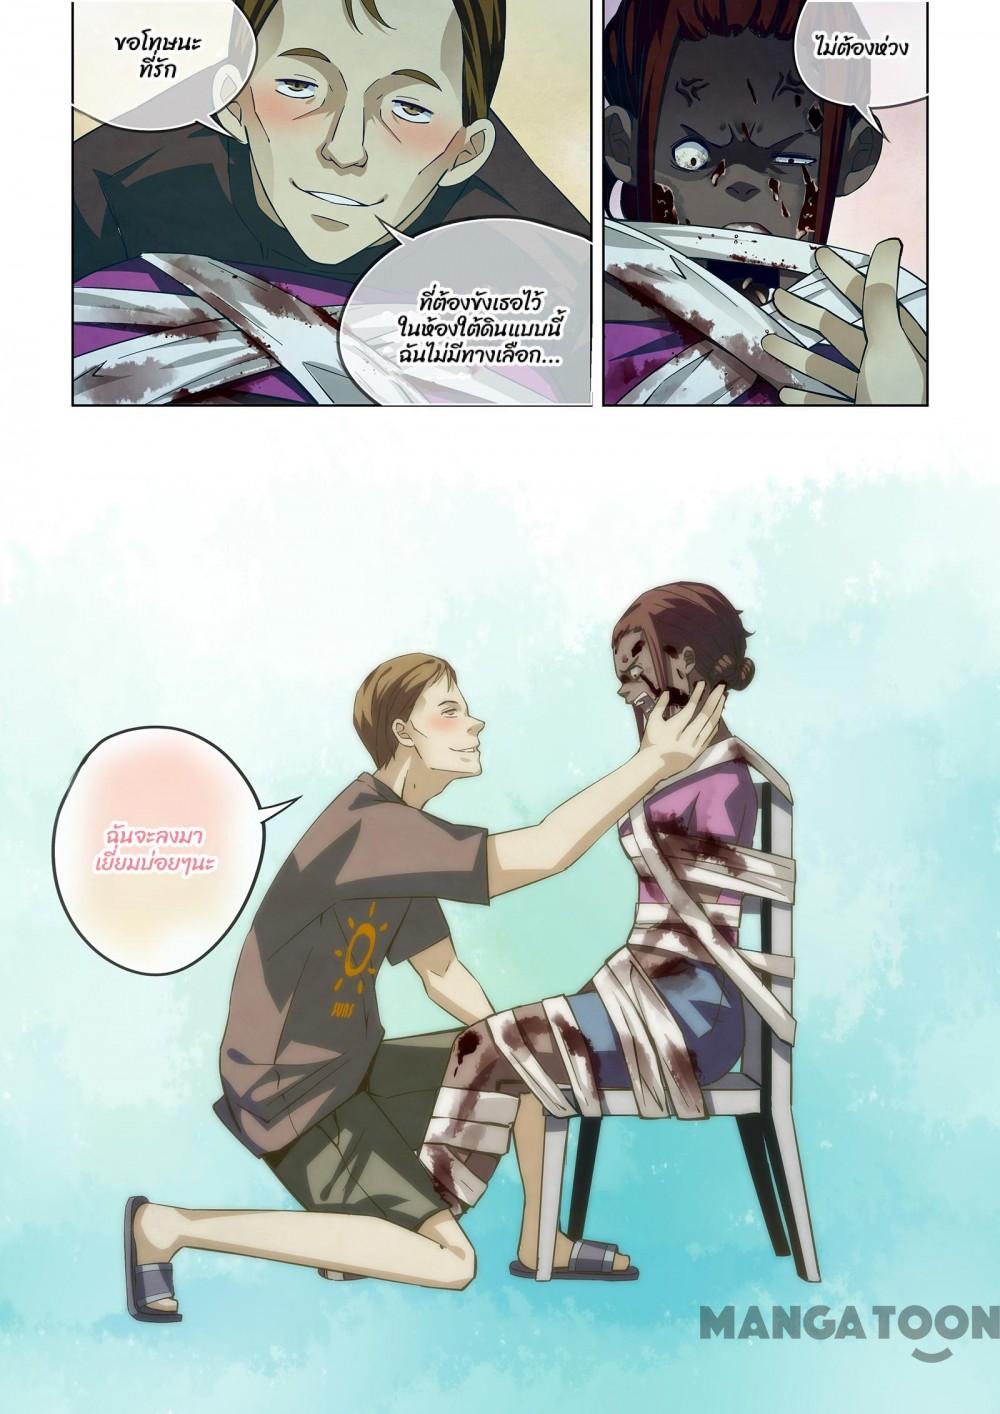 ขอโทษนะ
ที่รัก
ที่ต้องขังเธอไว้
ในห้องใต้ดินแบบนี้
ฉันไม่มีทางเลือก...
ไม่ต้องห่วง
ฉันจะลงมา
เยี่ยมบ่อยๆนะ
SUNS
MANGATOON